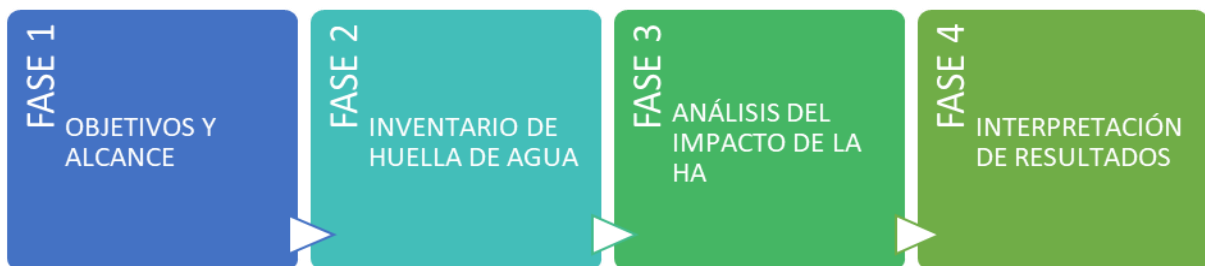 FASE 1
OBJETIVOS Y
ALCANCE
FASE 2
INVENTARIO DE
HUELLA DE AGUA
FASE 3
ANÁLISIS DEL
IMPACTO DE LA
HA
FASE 4
INTERPRETACIÓN
DE RESULTADOS